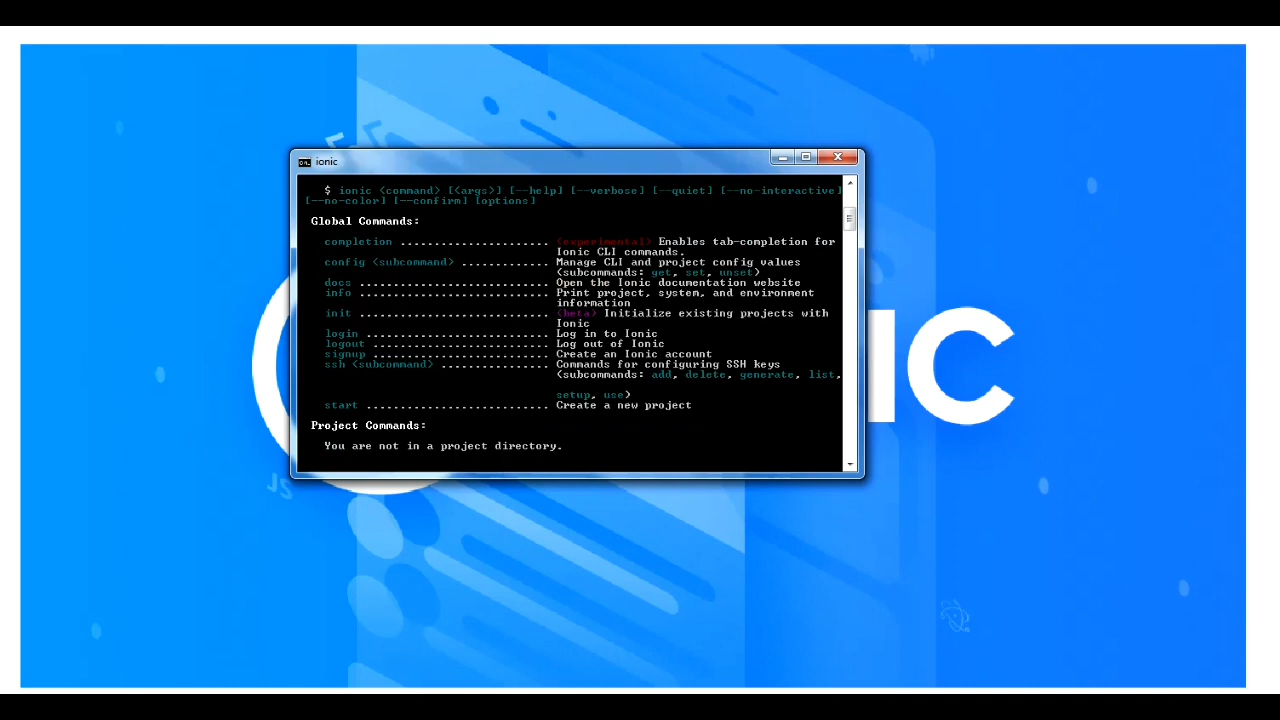 ionic
$ ionic <command> [<args>] [--help] [--verbose] [--quiet] [--no-interactive]
[--no-color] [--confirm] [options]
Global Commands:
completion ...................... (experimental) Enables tab-completion for
Ionic CLI commands.
config <subcommand> ............. Manage CLI and project config values
(subcommands: get, set, unset)
docs ............................ Open the Ionic documentation website
info ............................ Print project, system, and environment
information
init ............................ (beta) Initialize existing projects with
Ionic
login ........................... Log in to Ionic
logout .......................... Log out of Ionic
signup .......................... Create an Ionic account
ssh <subcommand> ................ Commands for configuring SSH keys
(subcommands: add, delete, generate, list,
setup, use)
start ........................... Create a new project
Project Commands:
You are not in a project directory.
IC
JS